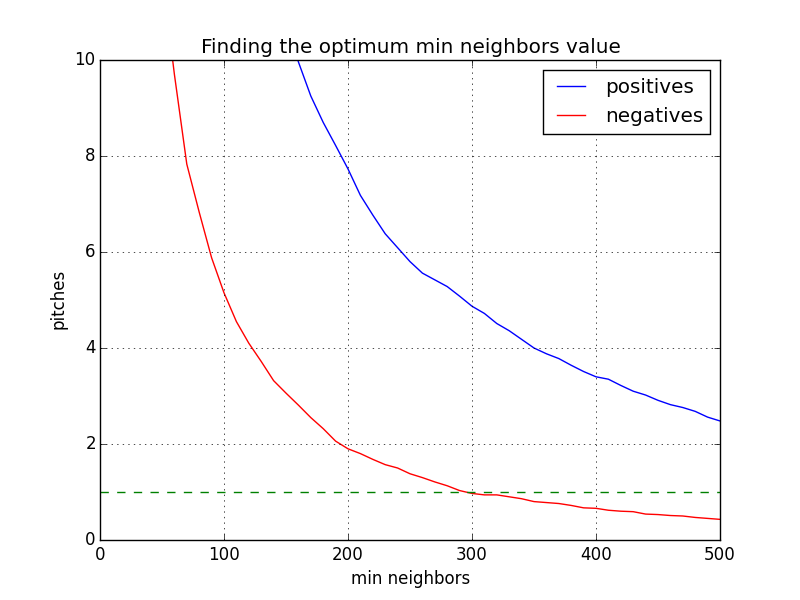 Finding the optimum min neighbors value
positives
negatives
10
8
6
4
2
0
pitches
0 100 200 300 400 500
min neighbors